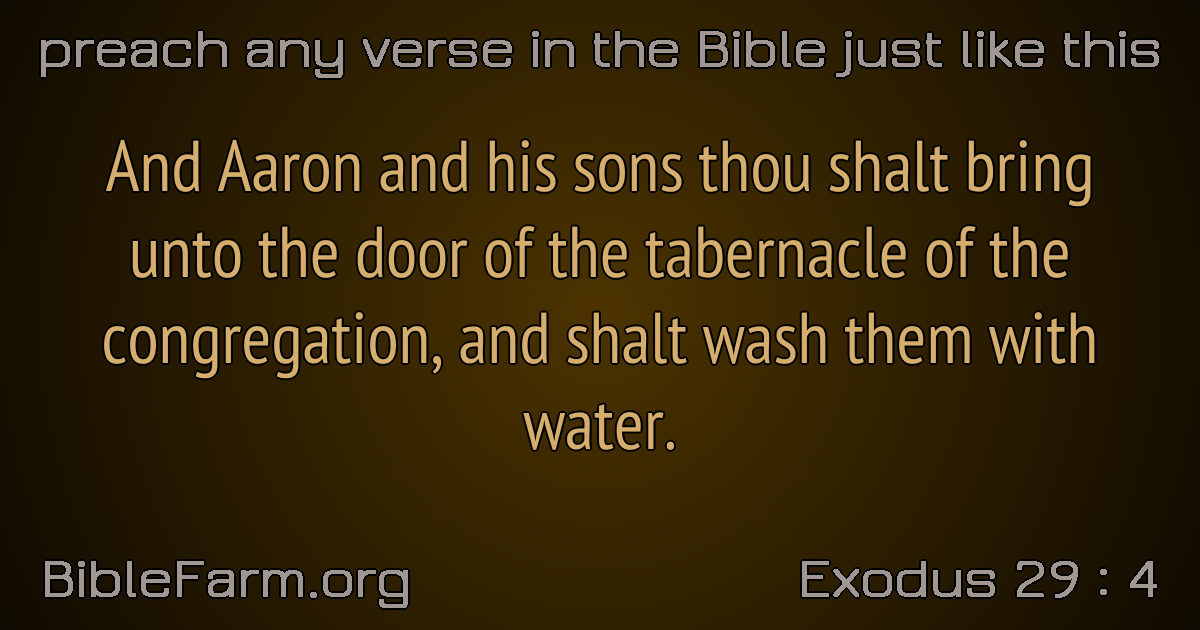 preach any verse in the Bible just like this
And Aaron and his sons thou shalt bring
unto the door of the tabernacle of the
congregation, and shalt wash them with
water.
BibleFarm.org
Exodus 29 : 4